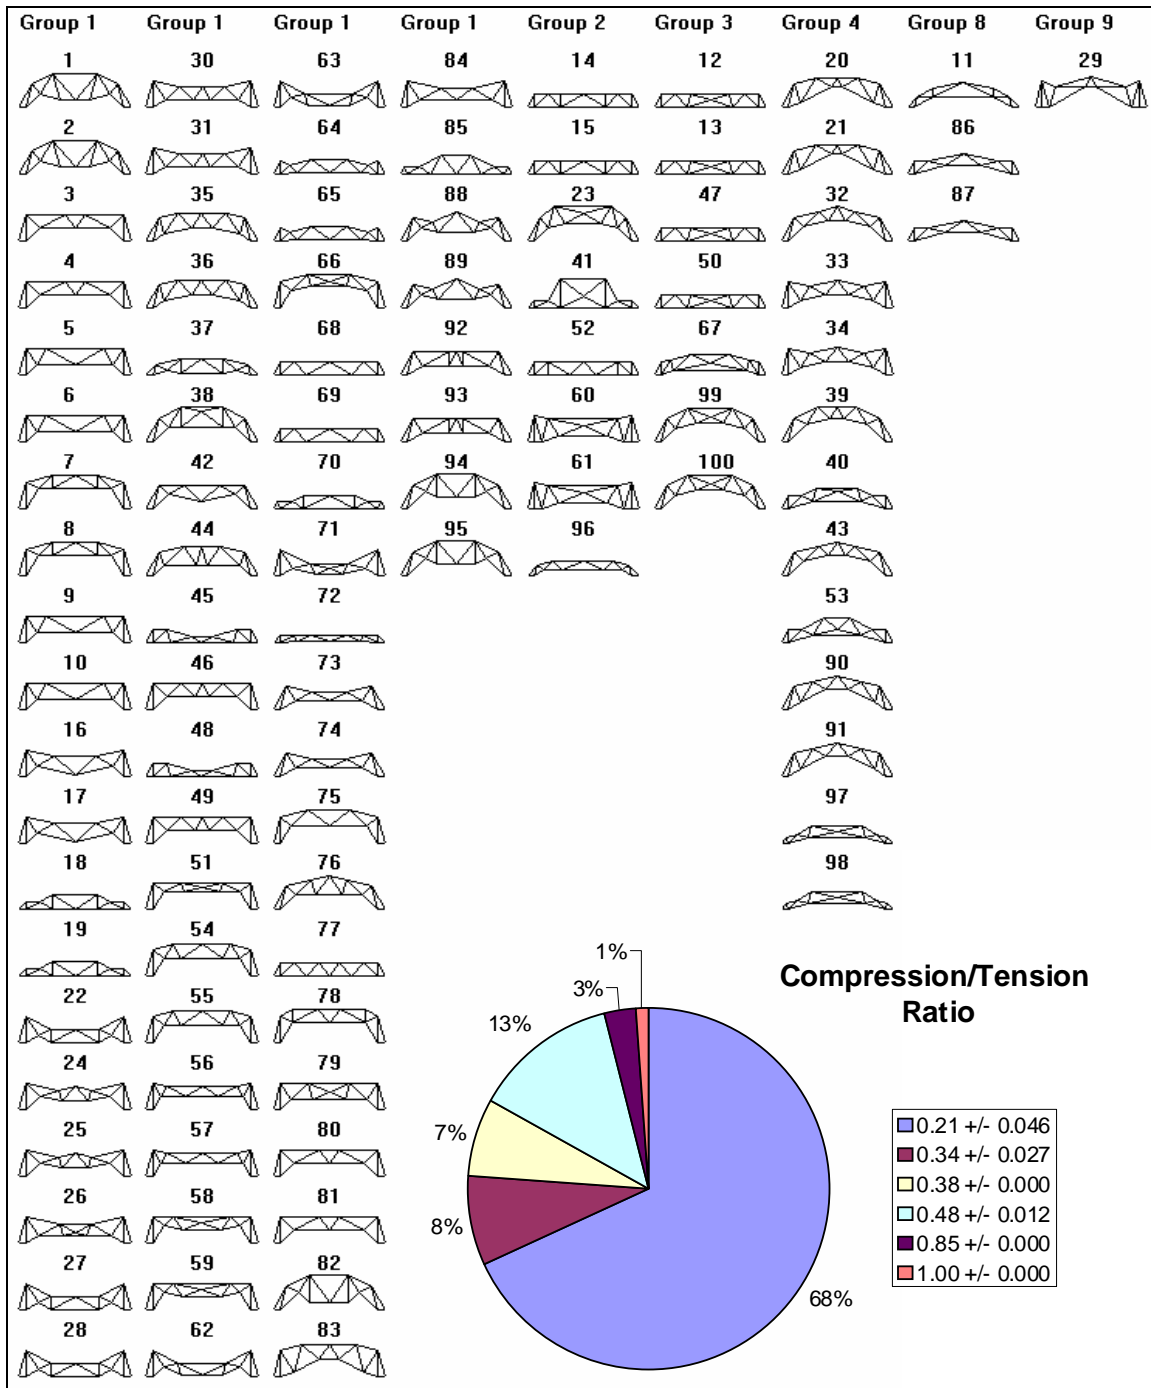 Group 1 Group 1 Group 1 Group 1 Group 2 Group 3 Group 4 Group 8 Group 9
1 30 63 84 14 12 20 11 29
2 31 64 85 15 13 21 86
3 35 65 88 23 47 32 87
4 36 66 89 41 50 33
5 37 68 92 52 67 34
6 38 69 93 60 99 39
7 42 70 94 61 100 40
8 44 71 95 96 43
9 45 72 53
10 46 73 90
16 48 74 91
17 49 75 97
18 51 76 98
19 54 77
22 55 78
24 56 79
25 57 80
26 58 81
27 59 82
28 62 83
Compression/Tension
Ratio
1%
3%
13%
7%
8%
68%
0.21 +/- 0.046
0.34 +/- 0.027
0.38 +/- 0.000
0.48 +/- 0.012
0.85 +/- 0.000
1.00 +/- 0.000